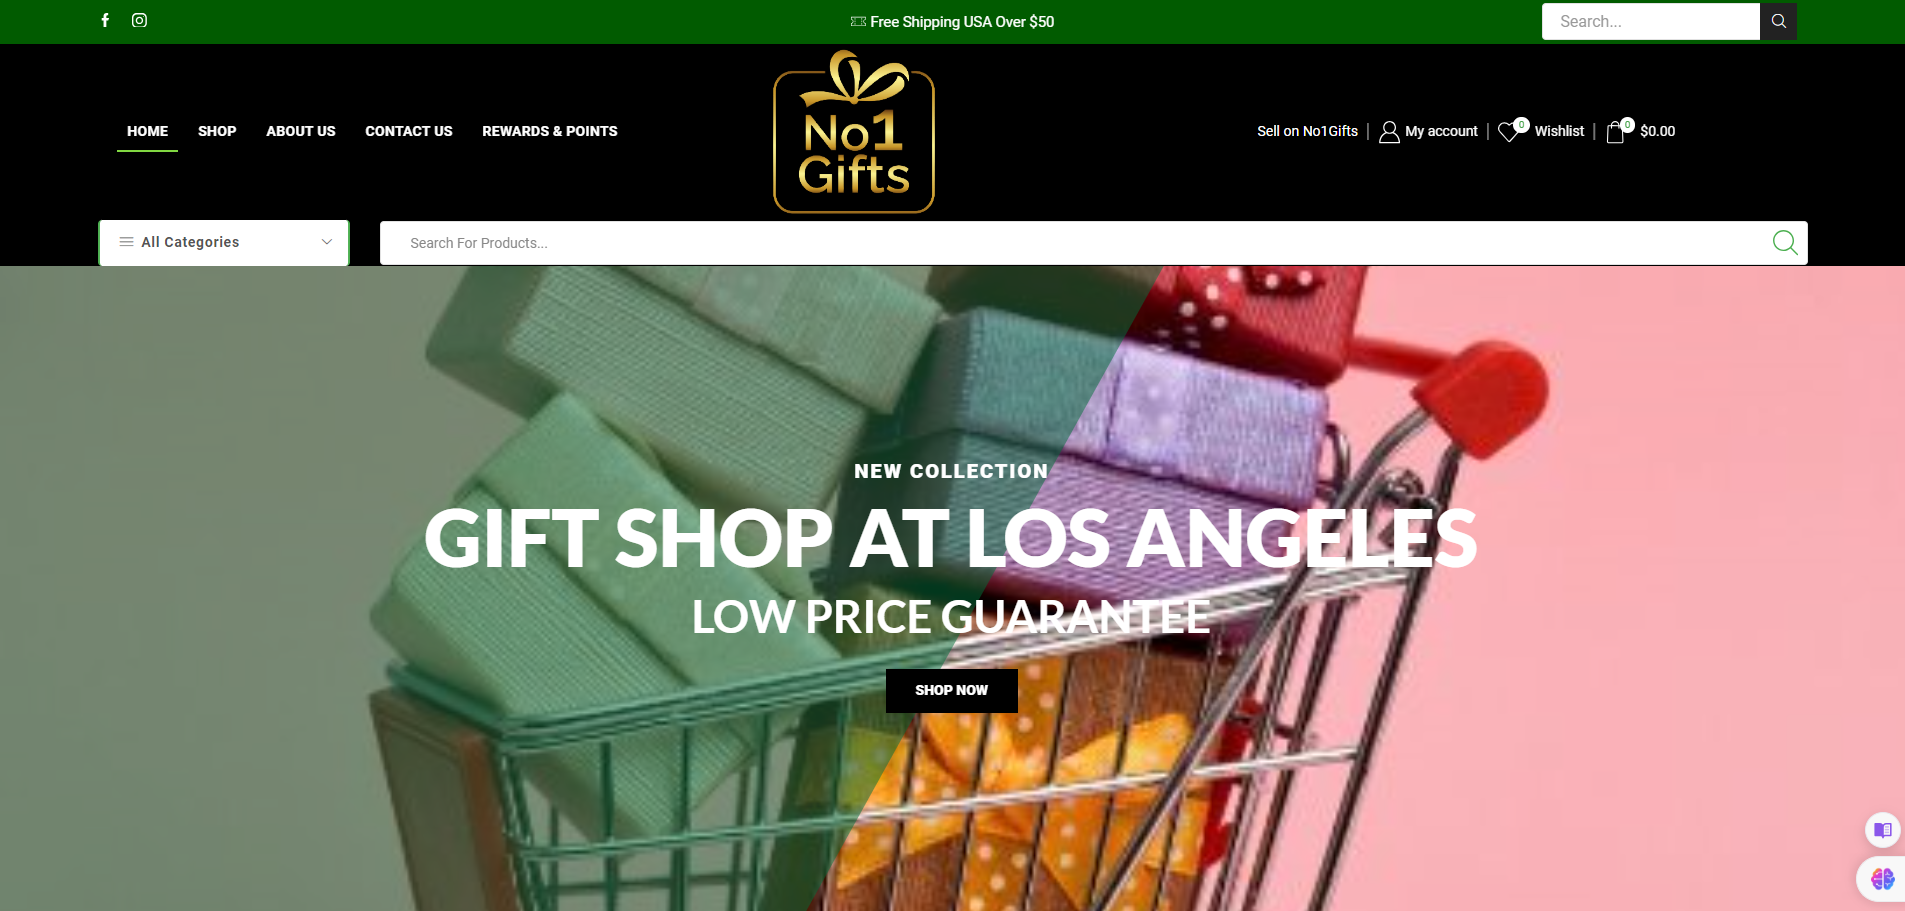 Free Shipping USA Over $50
Search...
HOME SHOP ABOUT US CONTACT US REWARDS & POINTS
No1
Gifts
Sell on No1Gifts | My account | 0 Wishlist | 0 $0.00
All Categories
Search For Products...
NEW COLLECTION
GIFT SHOP AT LOS ANGELES
LOW PRICE GUARANTEE
SHOP NOW